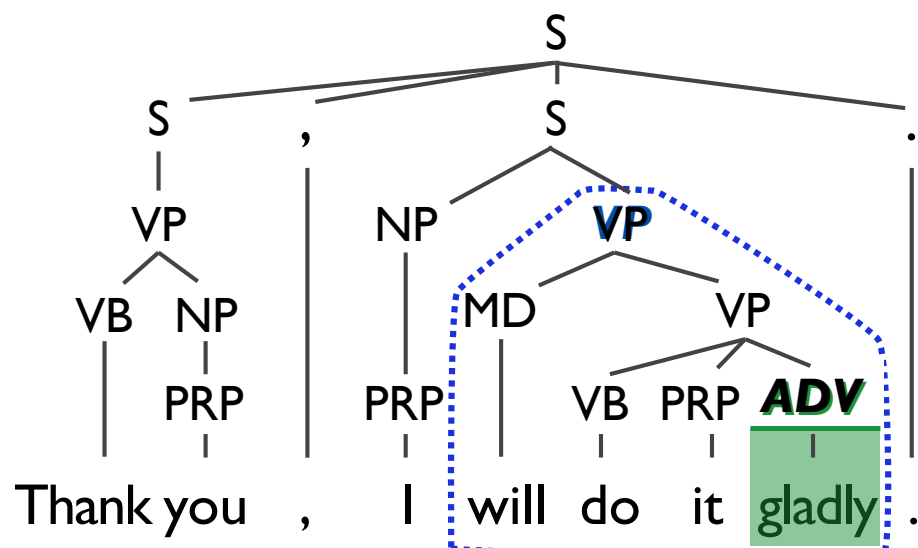 S
S , S .
VP NP VP
VB NP MD VP
PRP PRP VB PRP ADV
Thank you , I will do it gladly .